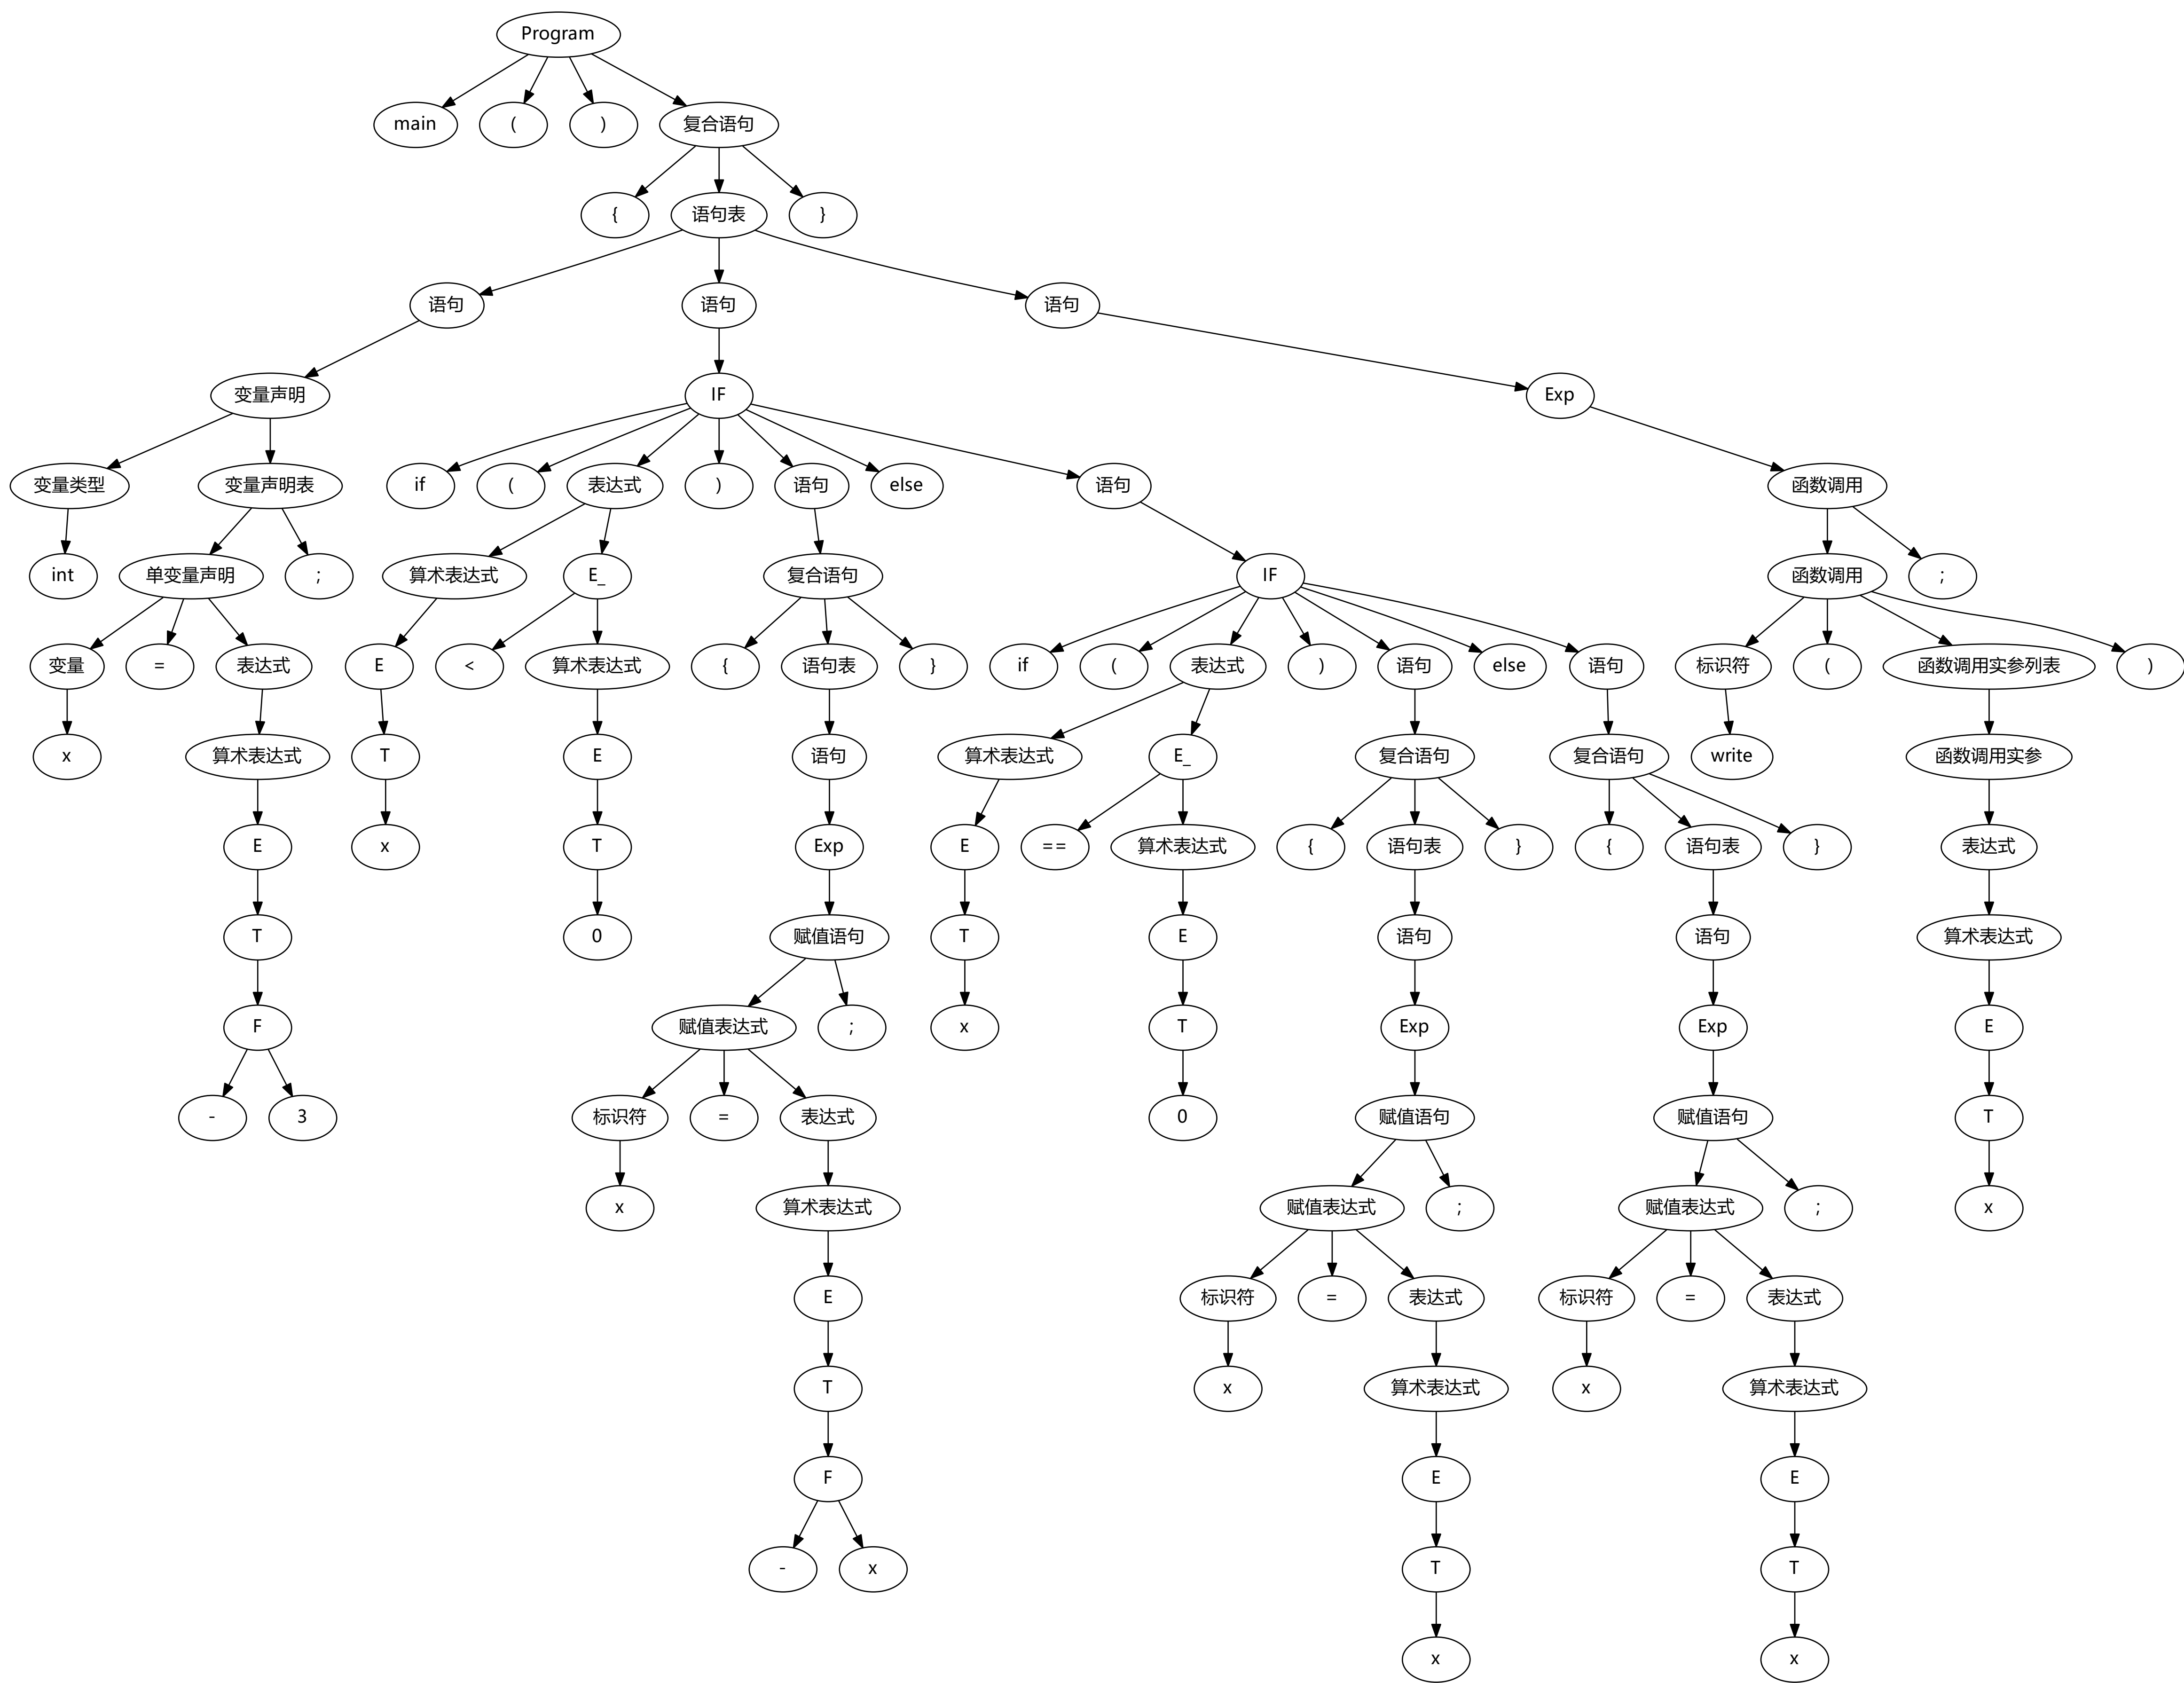 Program
main ( ) 复合语句
{ 语句表 }
语句 语句 语句
变量声明 IF Exp
变量类型 变量声明表 if ( 表达式 ) 语句 else 语句 函数调用
int 单变量声明 ; 算术表达式 E_ 复合语句 IF 函数调用 ;
变量 = 表达式 E < 算术表达式 { 语句表 } if ( 表达式 ) 语句 else 语句 标识符 ( 函数调用实参列表 )
x 算术表达式 T E 语句 算术表达式 E_ 复合语句 复合语句 write 函数调用实参
E x T Exp E == 算术表达式 { 语句表 } { 语句表 } 表达式
T 0 赋值语句 T E 语句 语句 算术表达式
F 赋值表达式 ; x T Exp Exp E
- 3 标识符 = 表达式 0 赋值语句 赋值语句 T
x 算术表达式 赋值表达式 ; 赋值表达式 ; x
E 标识符 = 表达式 标识符 = 表达式
T x 算术表达式 x 算术表达式
F E E
- x T T
x x